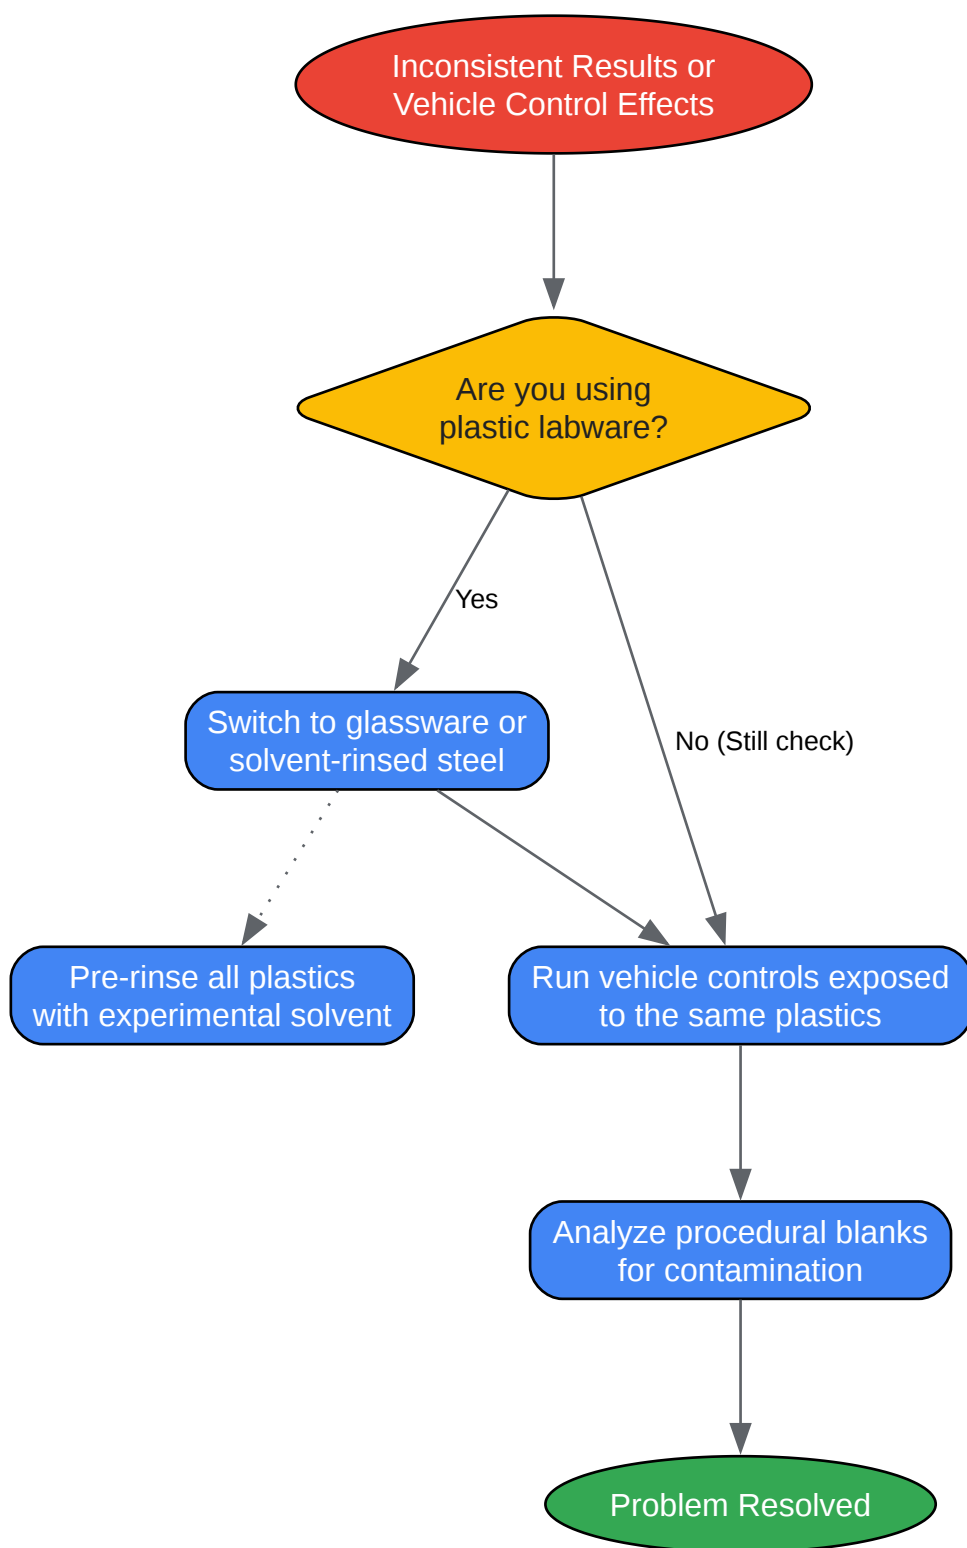 Inconsistent Results or
Vehicle Control Effects
Are you using
plastic labware?
Yes
Switch to glassware or
solvent-rinsed steel
No (Still check)
Pre-rinse all plastics
with experimental solvent
Run vehicle controls exposed
to the same plastics
Analyze procedural blanks
for contamination
Problem Resolved